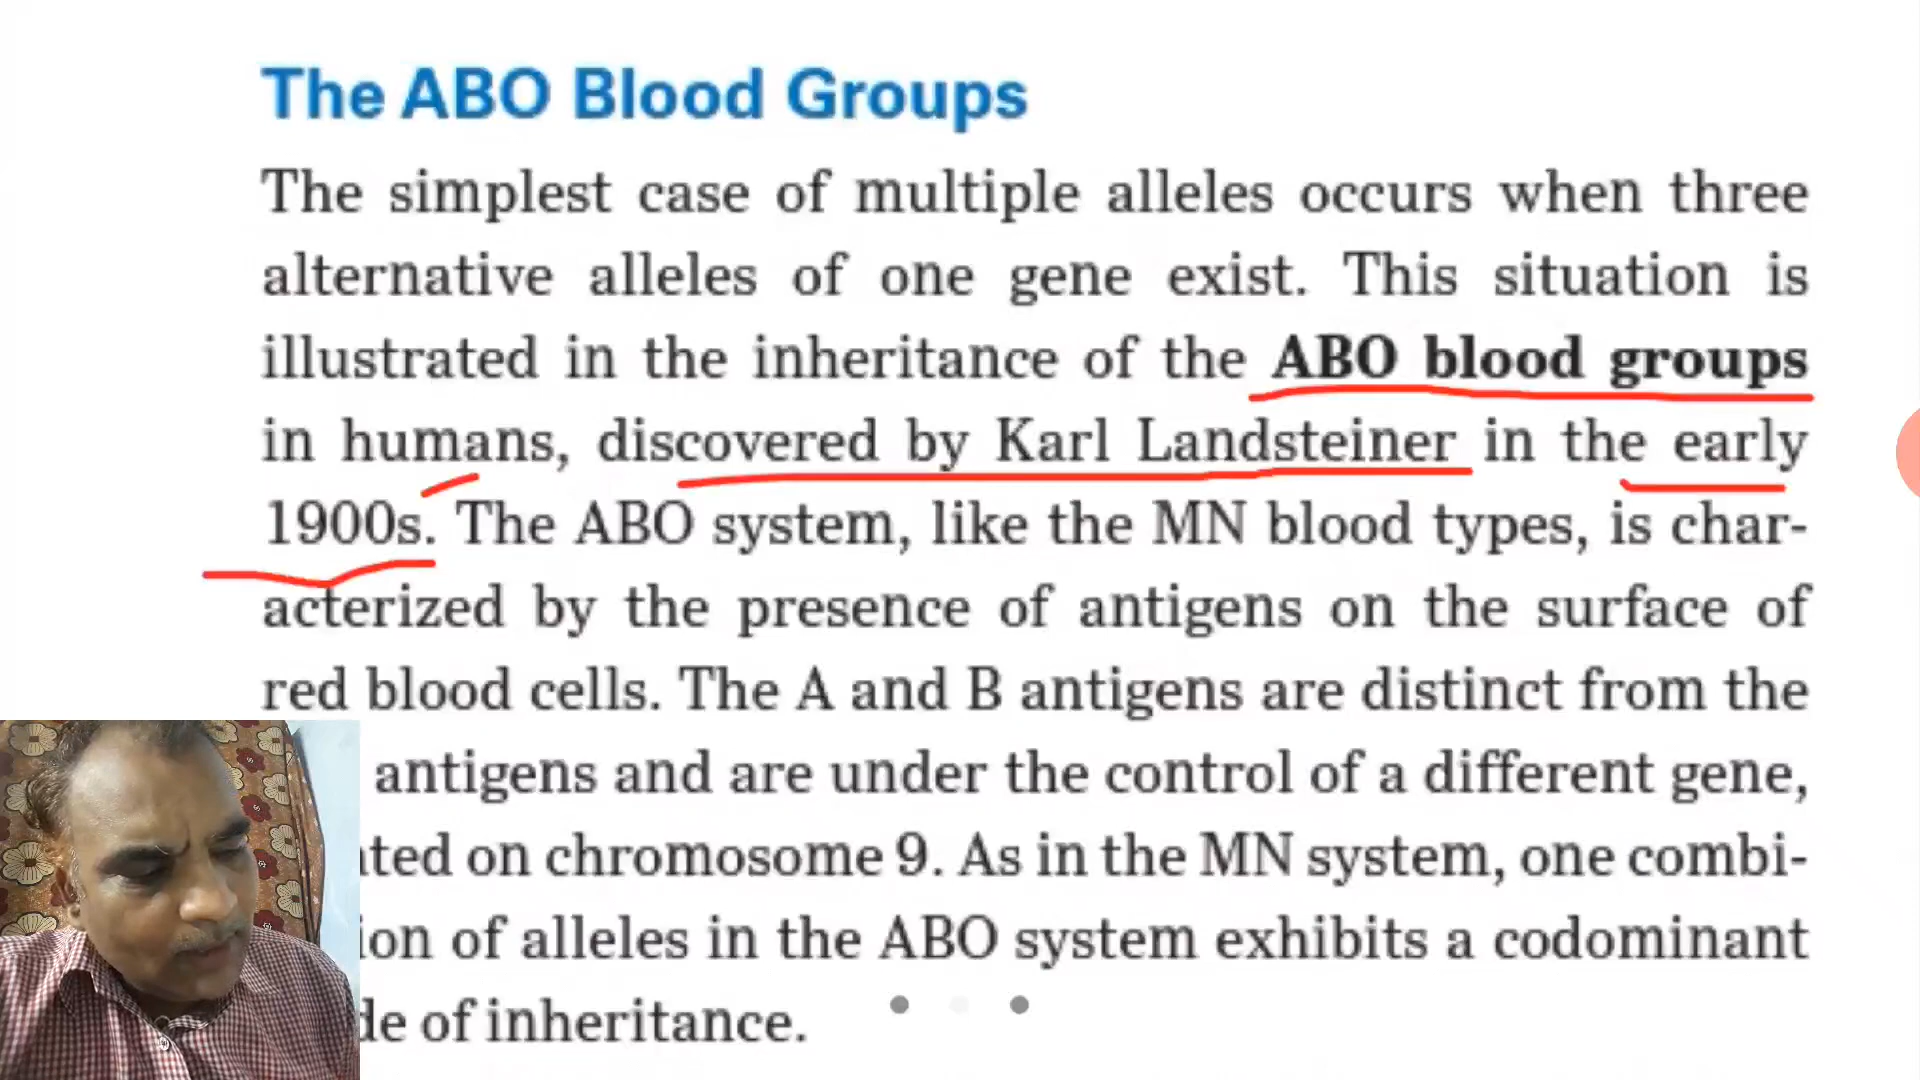 The ABO Blood Groups
The simplest case of multiple alleles occurs when three
alternative alleles of one gene exist. This situation is
illustrated in the inheritance of the ABO blood groups
in humans, discovered by Karl Landsteiner in the early
1900s. The ABO system, like the MN blood types, is char-
acterized by the presence of antigens on the surface of
red blood cells. The A and B antigens are distinct from the
antigens and are under the control of a different gene,
on chromosome 9. As in the MN system, one combi-
of alleles in the ABO system exhibits a codominant
of inheritance.